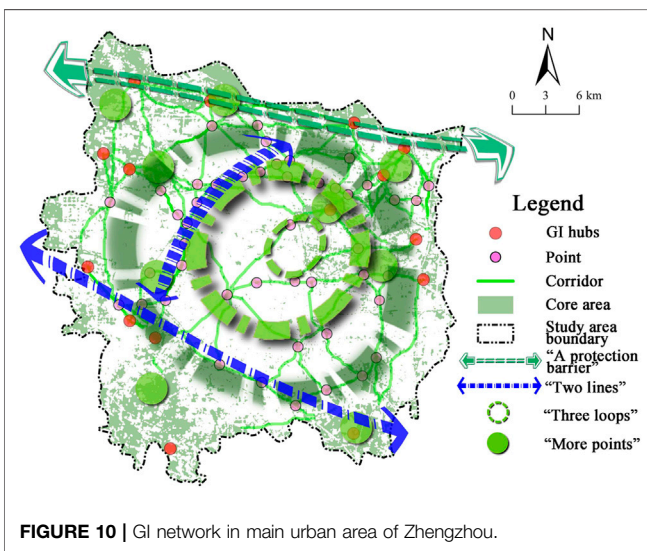 N
0 3 6 km
Legend
GI hubs
Point
Corridor
Core area
Study area
boundary
“A protection
barrier”
“Two lines”
“Three loops”
“More points”
FIGURE 10 | GI network in main urban area of Zhengzhou.